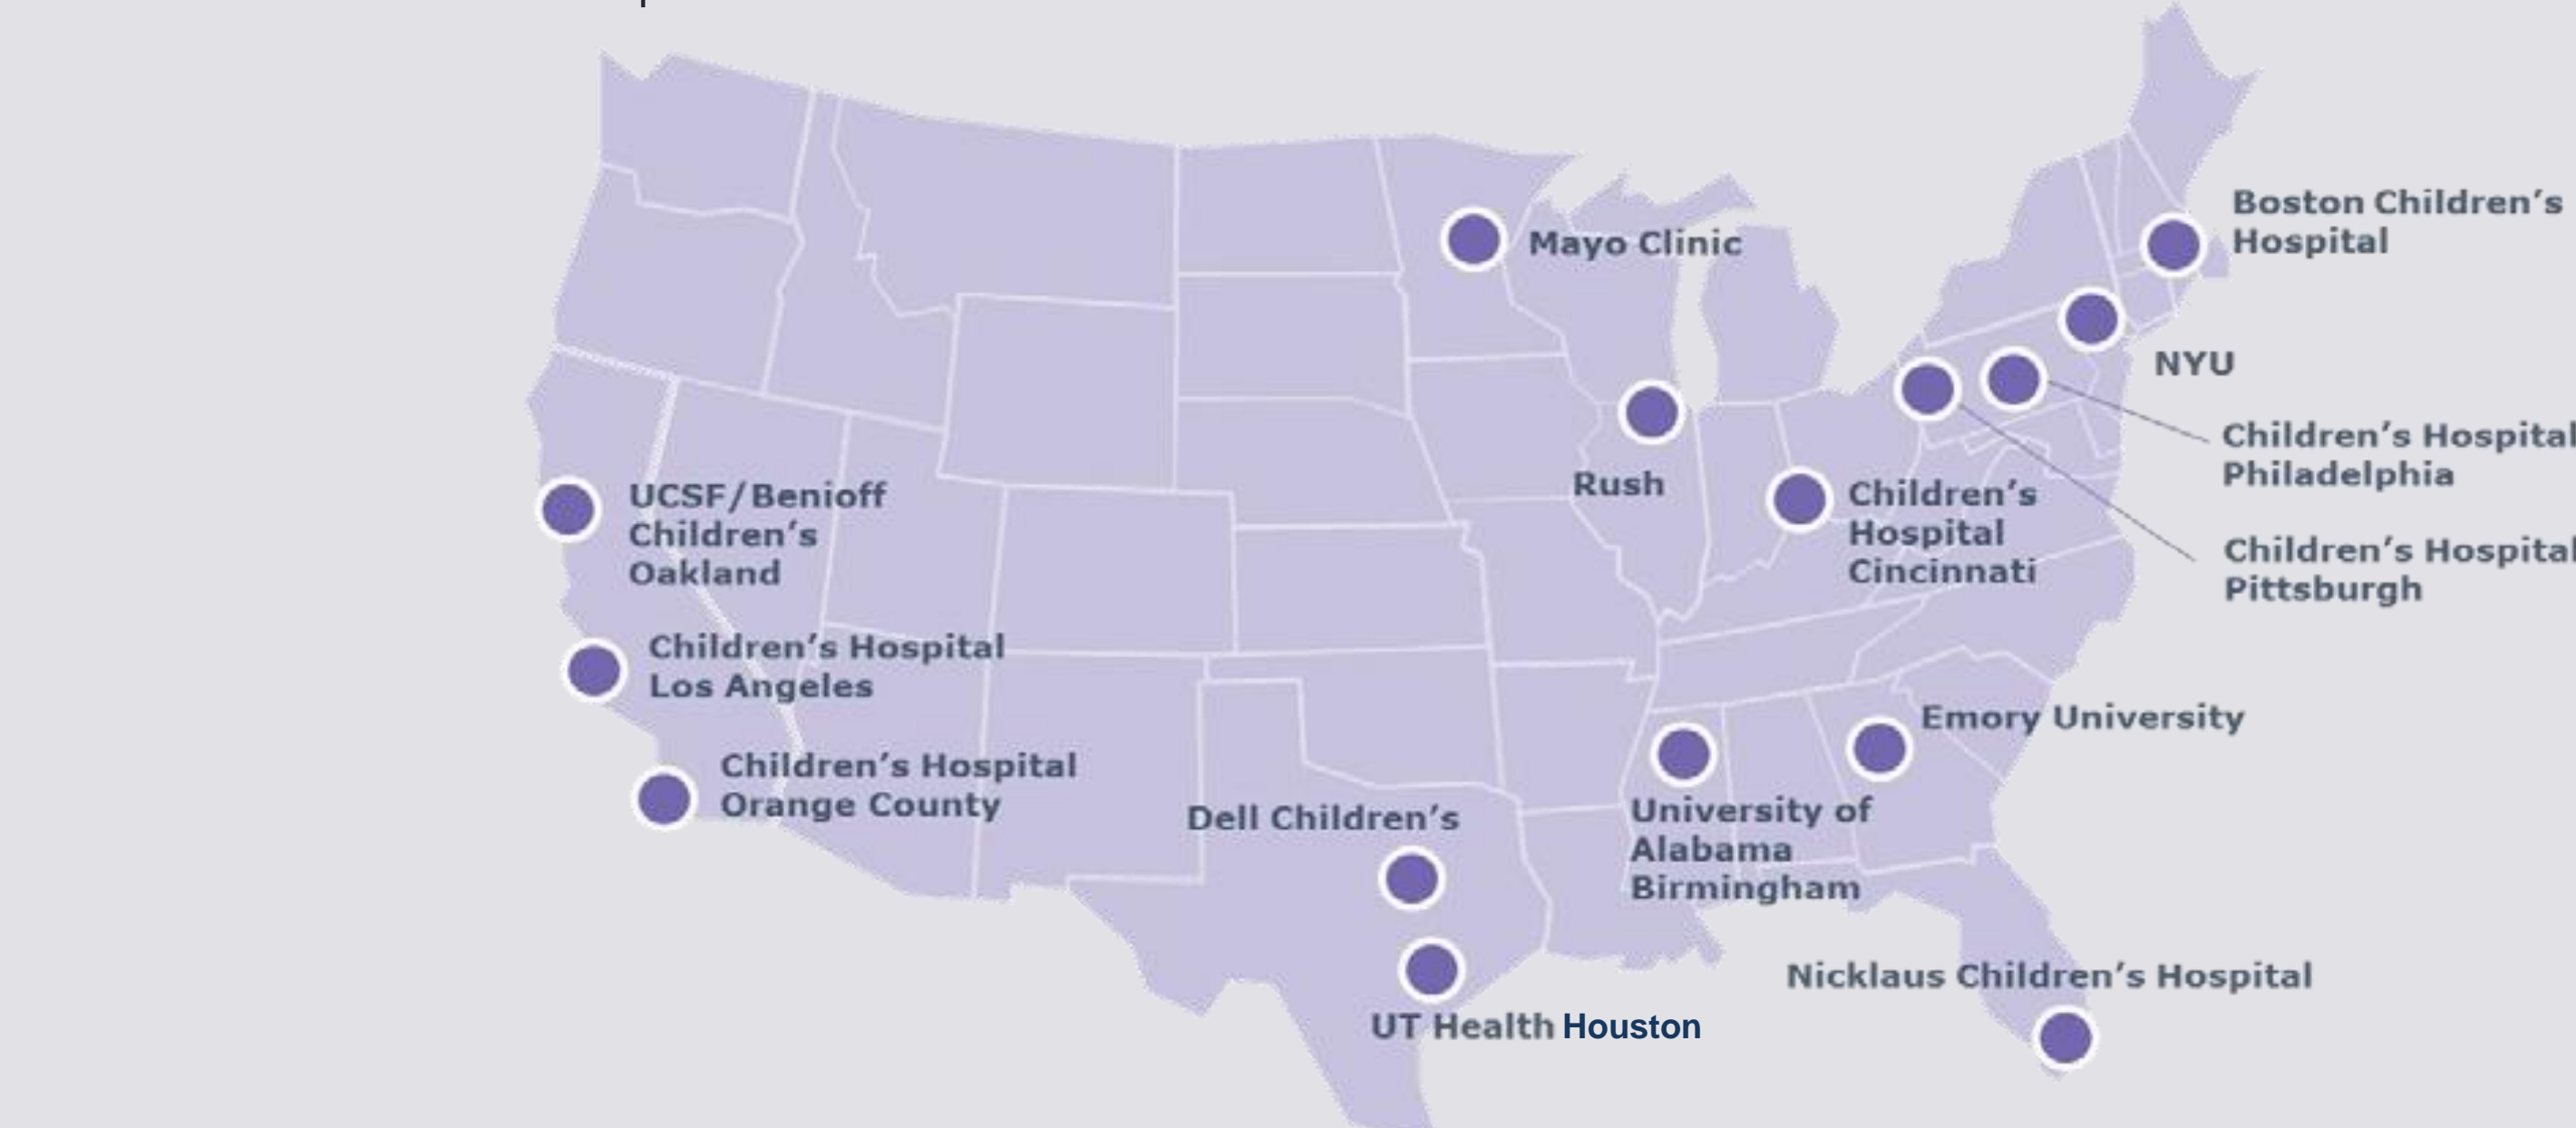 Boston Children’s
Hospital
Mayo Clinic
NYU
Children’s Hospital
Philadelphia
Rush
Children’s
Hospital
Cincinnati
Children’s Hospital
Pittsburgh
UCSF/Benioff
Children’s
Oakland
Children’s Hospital
Los Angeles
Children’s Hospital
Orange County
Emory University
Dell Children’s
University of
Alabama
Birmingham
Nicklaus Children’s Hospital
UT Health Houston